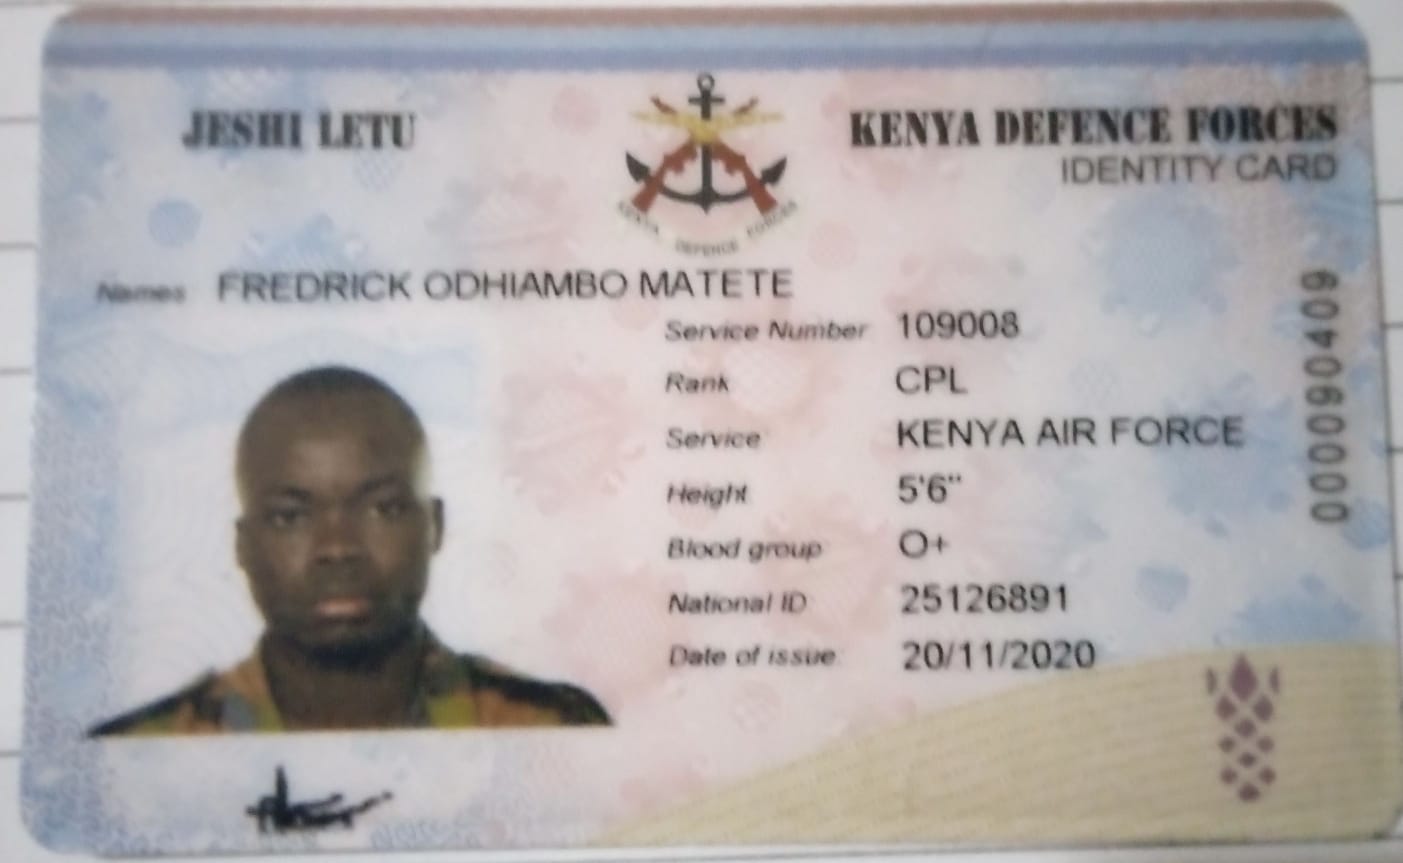 JESHI LETU
KENYA DEFENCE FORCES
IDENTITY CARD
KENYA DEFENCE FORCES
Names FREDRICK ODHIAMBO MATETE
Service Number 109008
Rank CPL
Service KENYA AIR FORCE
Height 5'6"
Blood group O+
National ID 25126891
Date of issue 20/11/2020
000090409